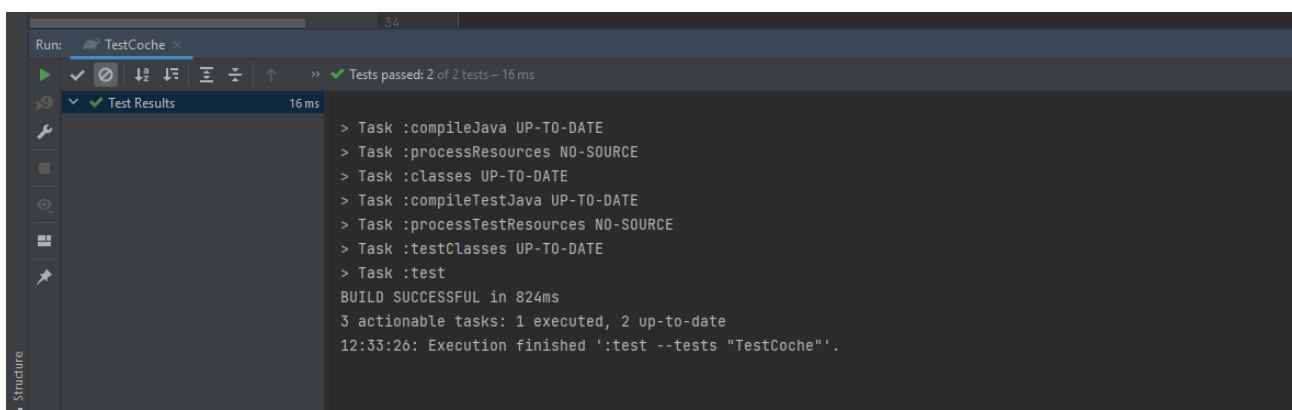 34
Run: TestCoche
Tests passed: 2 of 2 tests – 16 ms
Test Results 16 ms
> Task :compileJava UP-TO-DATE
> Task :processResources NO-SOURCE
> Task :classes UP-TO-DATE
> Task :compileTestJava UP-TO-DATE
> Task :processTestResources NO-SOURCE
> Task :testClasses UP-TO-DATE
> Task :test
BUILD SUCCESSFUL in 824ms
3 actionable tasks: 1 executed, 2 up-to-date
12:33:26: Execution finished ':test --tests "TestCoche"'.
Structure